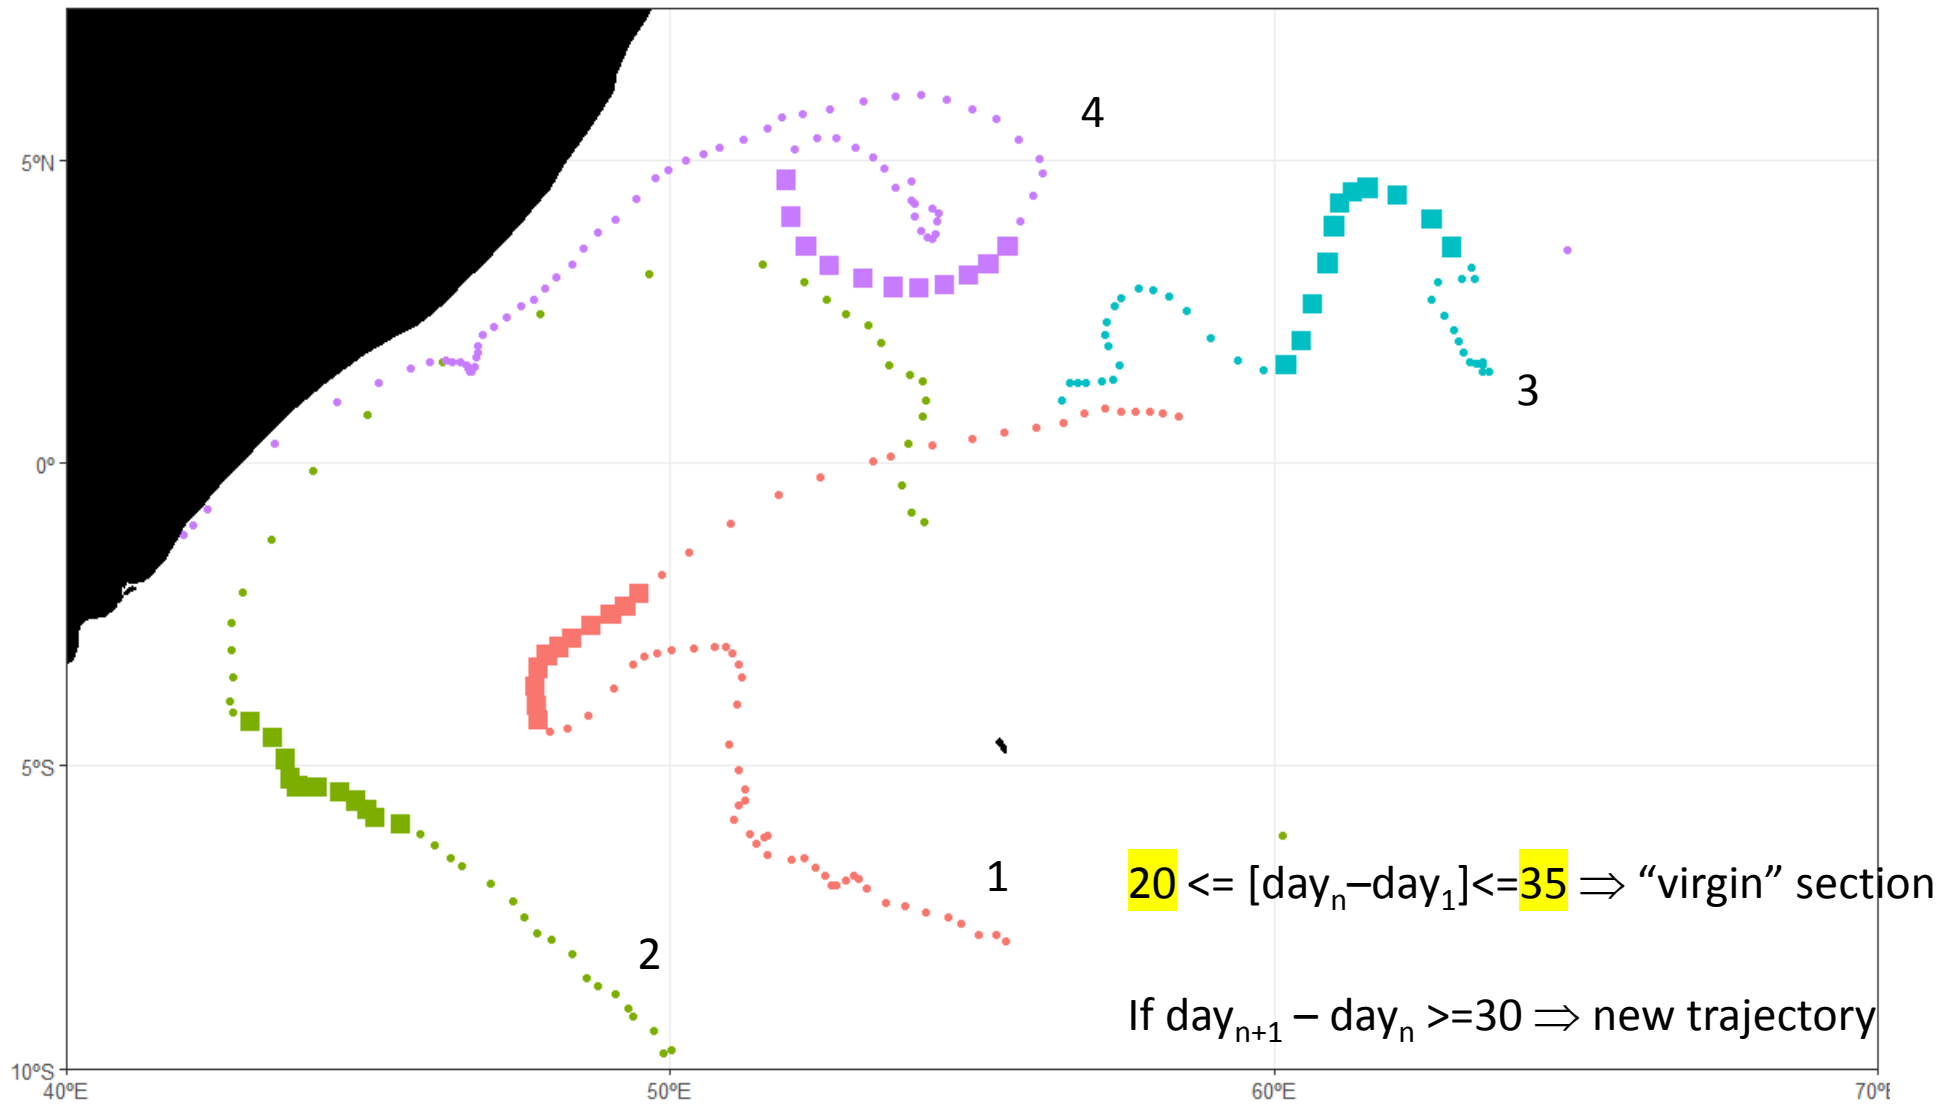 4
5ºN
3
0º
5ºS
1
20 <= [dayn–day1]<=35 ⇒ “virgin” section
2
If dayn+1 – dayn >=30 ⇒ new trajectory
10ºS
40ºE 50ºE 60ºE 70ºE